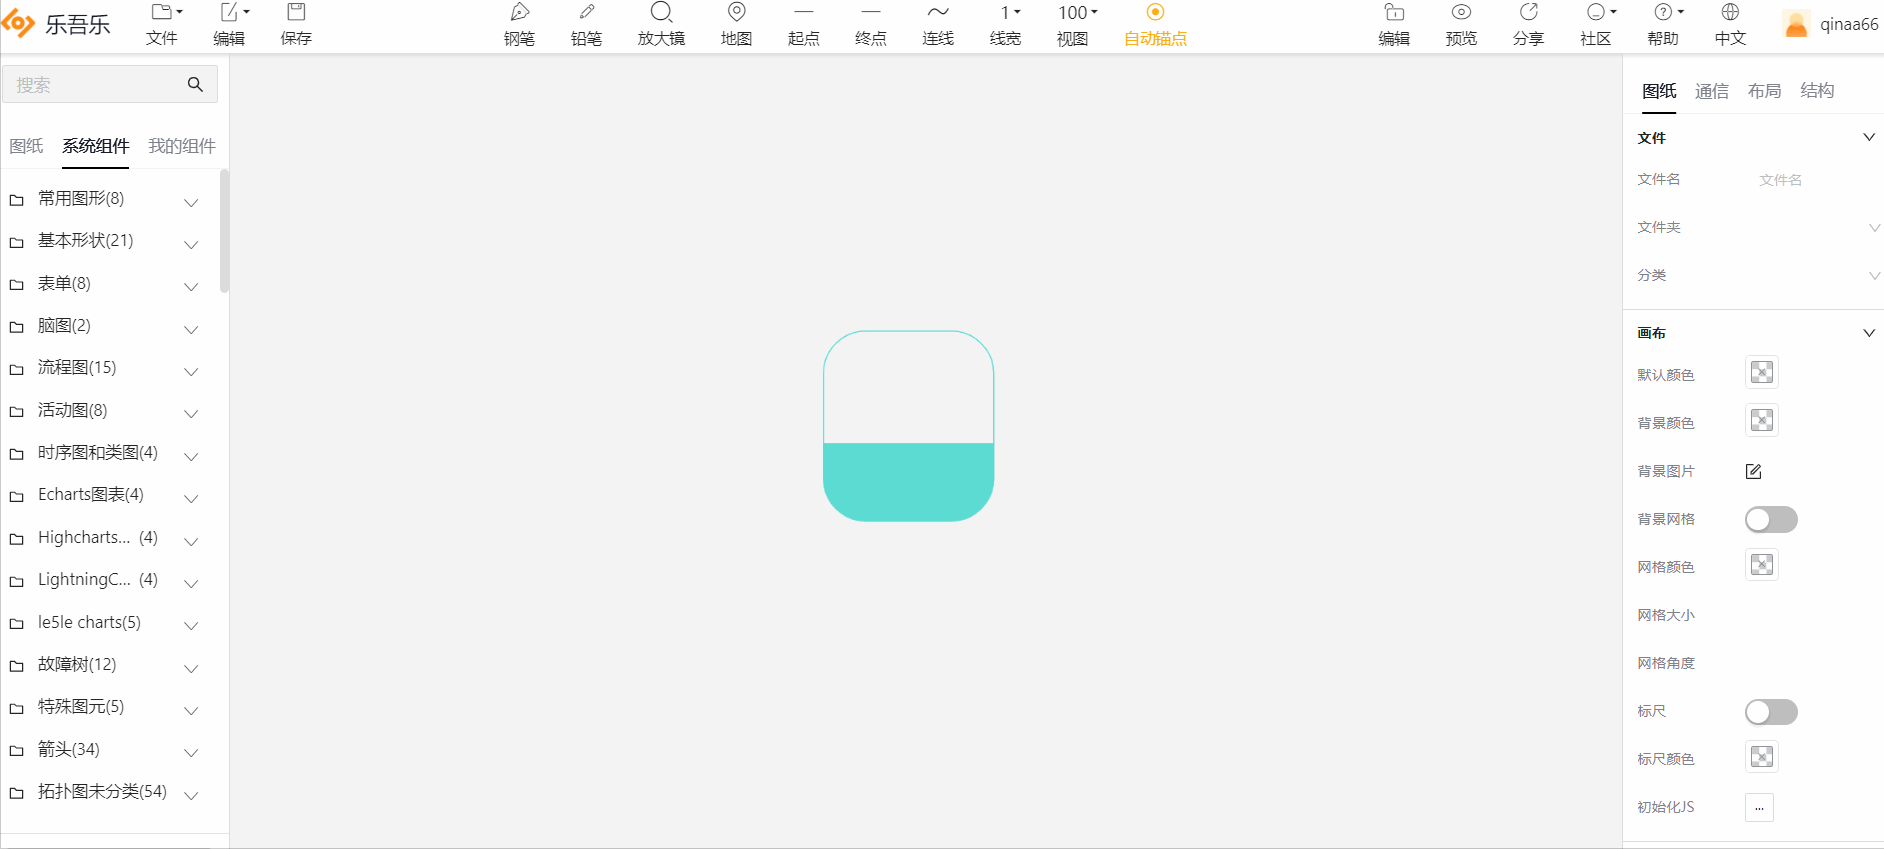 乐吾乐
文件
编辑
保存
钢笔
铅笔
放大镜
地图
起点
终点
连线
1
线宽
100
视图
自动锚点
编辑
预览
分享
社区
帮助
中文
qinaa66
搜索
图纸 系统组件 我的组件
常用图形(8)
基本形状(21)
表单(8)
脑图(2)
流程图(15)
活动图(8)
时序图和类图(4)
Echarts图表(4)
Highcharts... (4)
LightningC... (4)
le5le charts(5)
故障树(12)
特殊图元(5)
箭头(34)
拓扑图未分类(54)
图纸 通信 布局 结构
文件
文件名 文件名
文件夹
分类
画布
默认颜色
背景颜色
背景图片
背景网格
网格颜色
网格大小
网格角度
标尺
标尺颜色
初始化JS ...